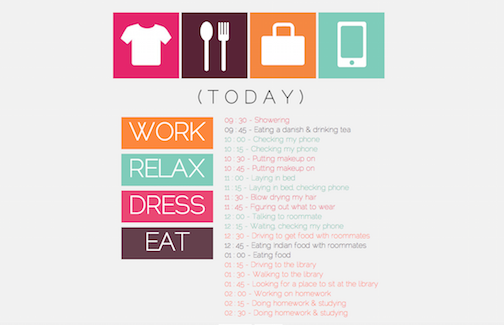 (TODAY)
WORK
RELAX
DRESS
EAT
09 : 30 - Showering
09 : 45 - Eating a danish & drinking tea
10 : 00 - Checking my phone
10 : 15 - Checking my phone
10 : 30 - Putting makeup on
10 : 45 - Putting makeup on
11 : 00 - Laying in bed
11 : 15 - Laying in bed, checking phone
11 : 30 - Blow drying my hair
11 : 45 - Figuring out what to wear
12 : 00 - Talking to roommate
12 : 15 - Waiting, checking my phone
12 : 30 - Driving to get food with roommates
12 : 45 - Eating Indian food with roommates
01 : 00 - Eating food
01 : 15 - Driving to the library
01 : 30 - Walking to the library
01 : 45 - Looking for a place to sit at the library
02 : 00 - Working on homework
02 : 15 - Doing homework & studying
02 : 30 - Doing homework & studying